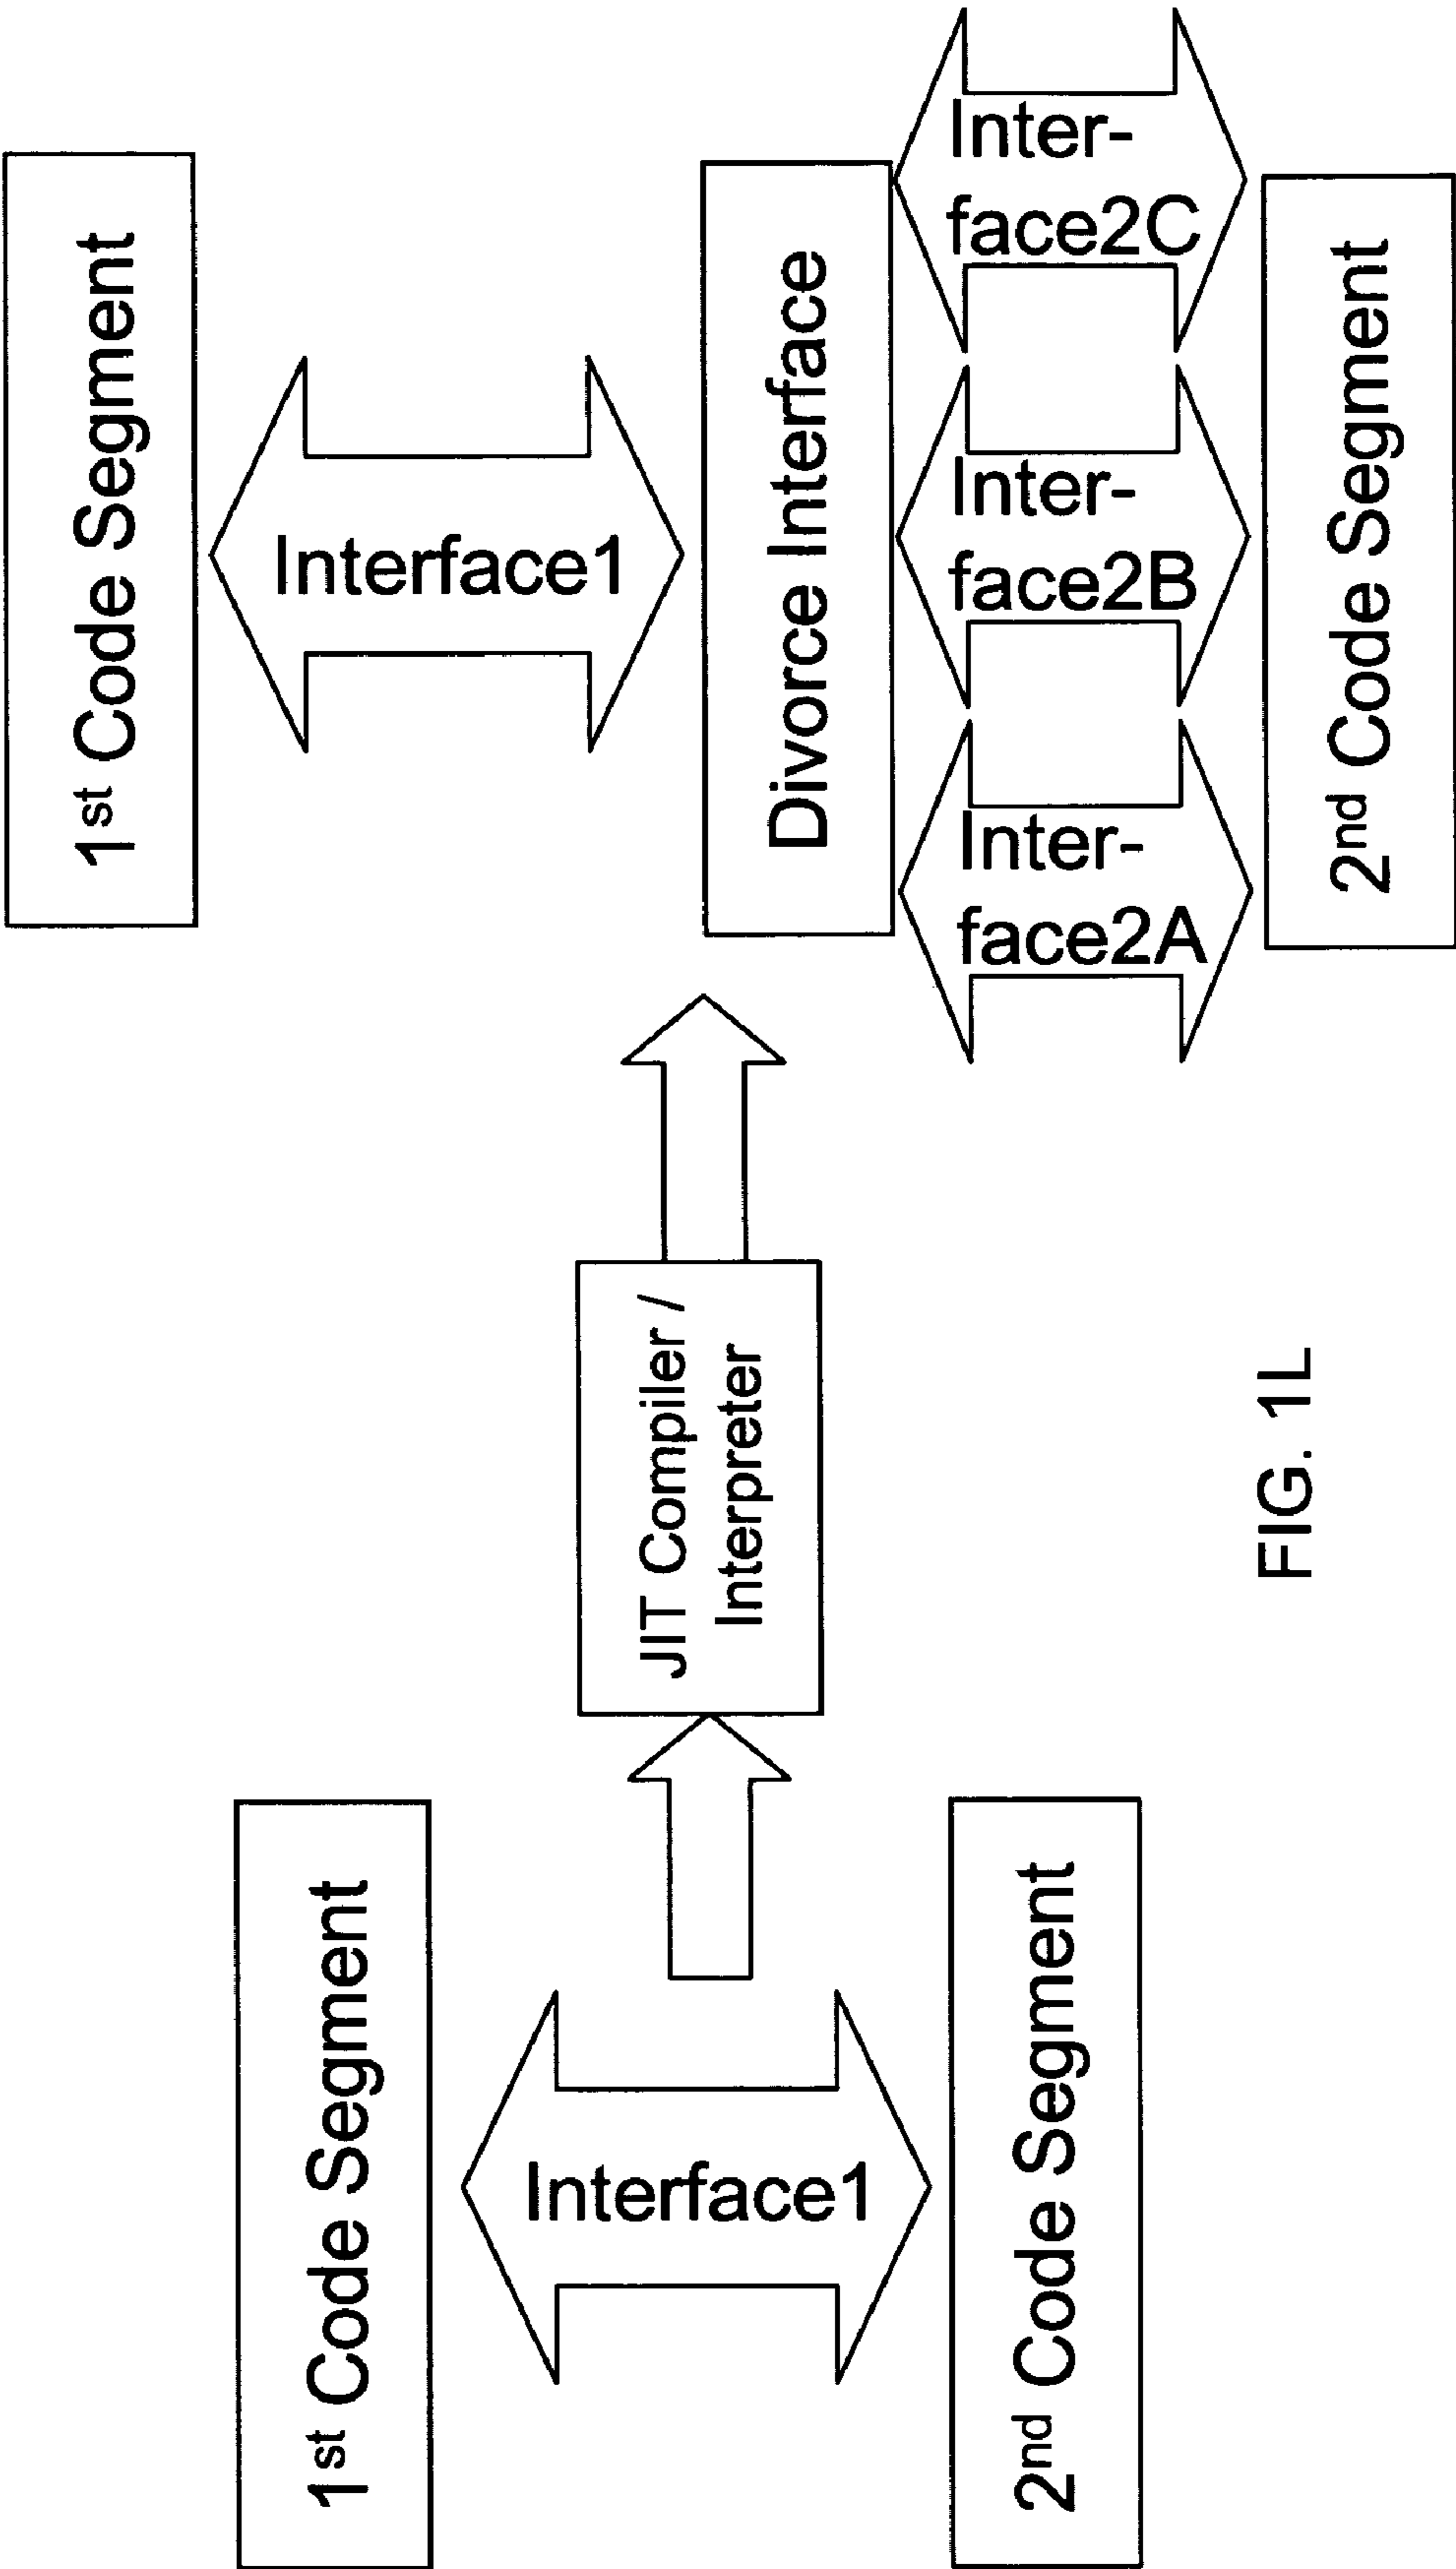 1st Code Segment
Interface1
2nd Code Segment
JIT Compiler /
Interpreter
1st Code Segment
Interface1
Divorce Interface
Inter-
face2A
Inter-
face2B
Inter-
face2C
2nd Code Segment
FIG. 1L